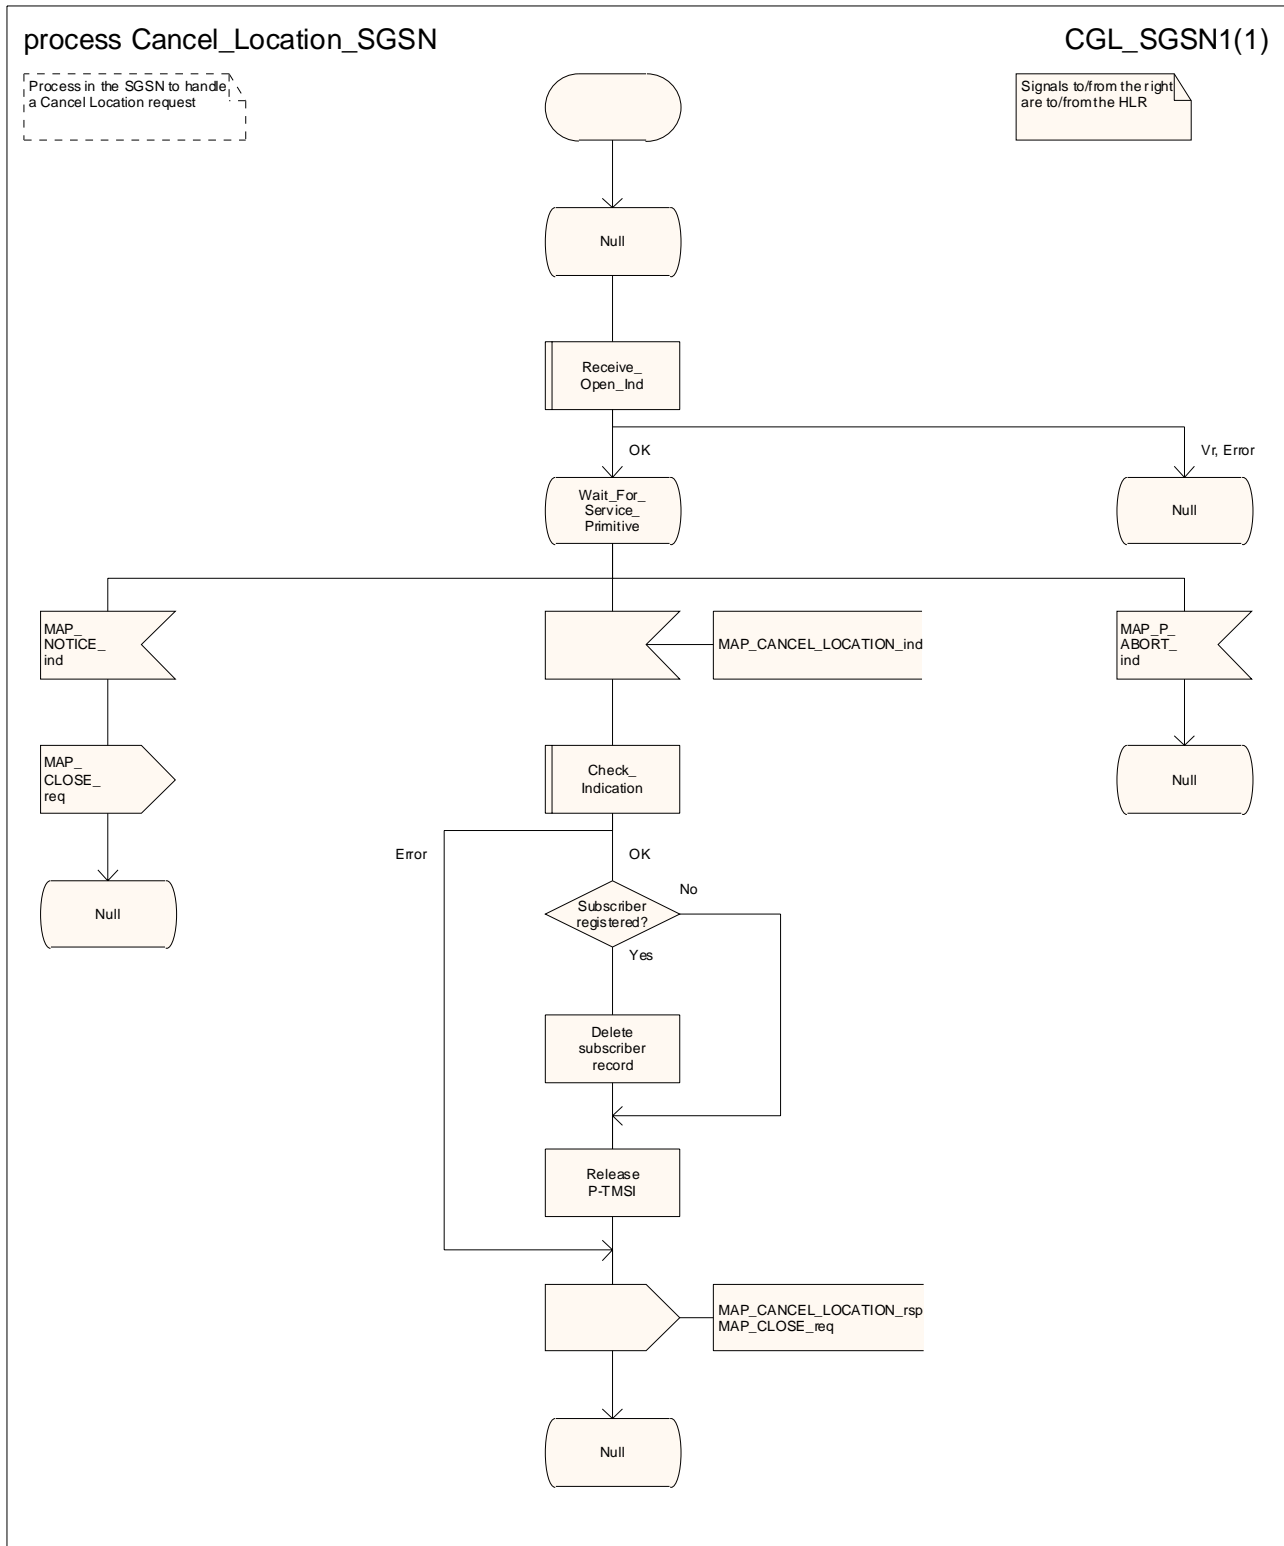 process Cancel_Location_SGSN
CGL_SGSN1(1)
Process in the SGSN to handle
a Cancel Location request
Signals to/from the right
are to/from the HLR
Null
Receive_
Open_Ind
OK
Vr, Error
Wait_For_
Service_
Primitive
Null
MAP_
NOTICE_
ind
MAP_CANCEL_LOCATION_ind
MAP_P_
ABORT_
ind
MAP_
CLOSE_
req
Check_
Indication
Null
Error
OK
No
Subscriber
registered?
Null
Yes
Delete
subscriber
record
Release
P-TMSI
MAP_CANCEL_LOCATION_rsp
MAP_CLOSE_req
Null